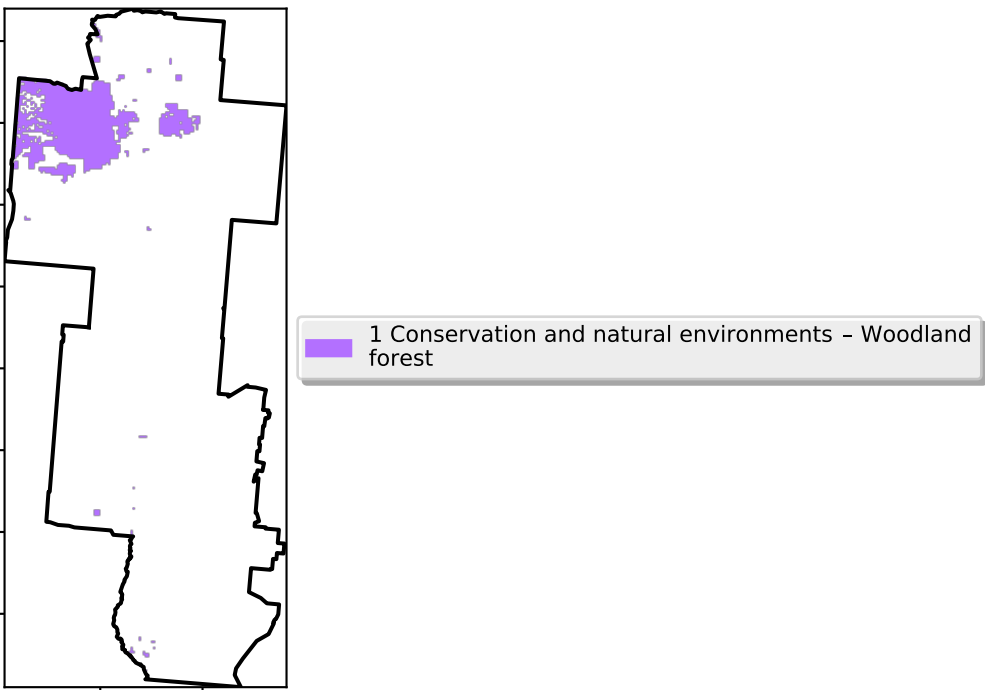 1 Conservation and natural environments – Woodland
forest